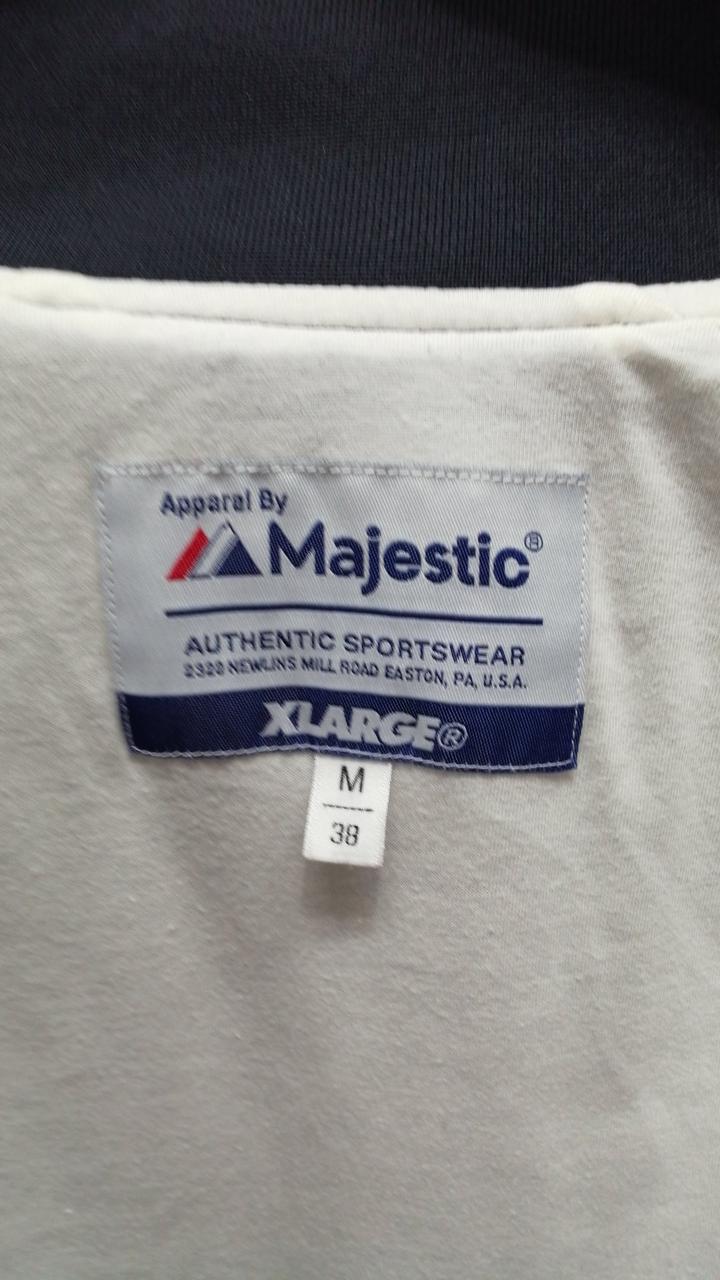 Apparel By
Majestic®
AUTHENTIC SPORTSWEAR
2320 NEWLINS MILL ROAD EASTON, PA, U.S.A.
XLARGE®
M
38